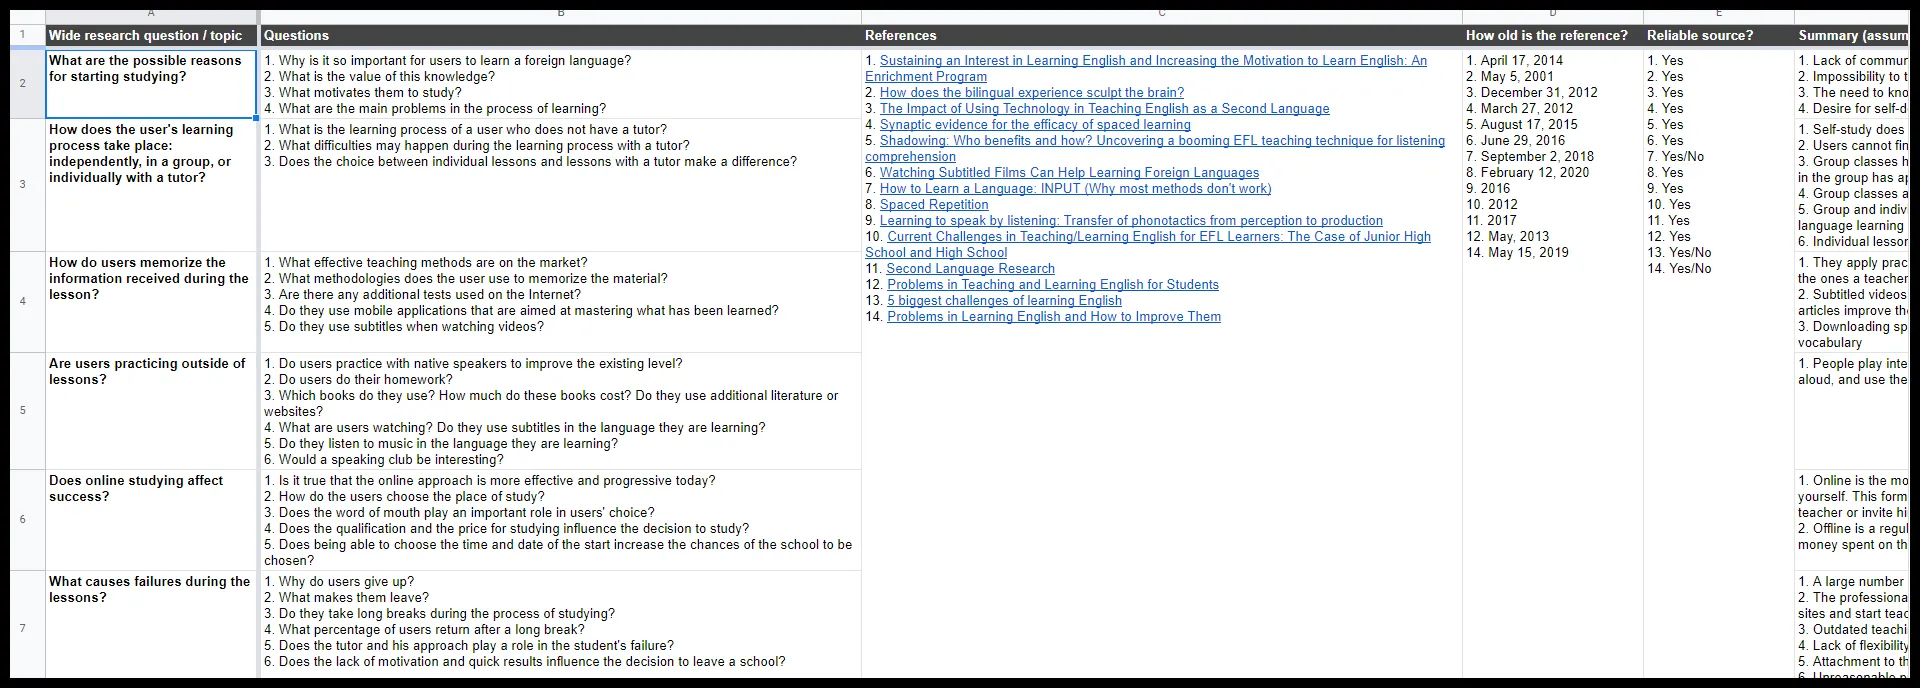 A B C D E
1 Wide research question / topic Questions References How old is the reference? Reliable source? Summary (assum
2
What are the possible reasons
for starting studying?
1. Why is it so important for users to learn a foreign language?
2. What is the value of this knowledge?
3. What motivates them to study?
4. What are the main problems in the process of learning?
1. Sustaining an Interest in Learning English and Increasing the Motivation to Learn English: An
Enrichment Program
2. How does the bilingual experience sculpt the brain?
3. The Impact of Using Technology in Teaching English as a Second Language
4. Synaptic evidence for the efficacy of spaced learning
5. Shadowing: Who benefits and how? Uncovering a booming EFL teaching technique for listening
comprehension
6. Watching Subtitled Films Can Help Learning Foreign Languages
7. How to Learn a Language: INPUT (Why most methods don't work)
8. Spaced Repetition
9. Learning to speak by listening: Transfer of phonotactics from perception to production
10. Current Challenges in Teaching/Learning English for EFL Learners: The Case of Junior High
School and High School
11. Second Language Research
12. Problems in Teaching and Learning English for Students
13. 5 biggest challenges of learning English
14. Problems in Learning English and How to Improve Them
1. April 17, 2014
2. May 5, 2001
3. December 31, 2012
4. March 27, 2012
5. August 17, 2015
6. June 29, 2016
7. September 2, 2018
8. February 12, 2020
9. 2016
10. 2012
11. 2017
12. May, 2013
14. May 15, 2019
1. Yes
2. Yes
3. Yes
4. Yes
5. Yes
6. Yes
7. Yes/No
8. Yes
9. Yes
10. Yes
11. Yes
12. Yes
13. Yes/No
14. Yes/No
1. Lack of commun
2. Impossibility to t
3. The need to kno
4. Desire for self-d
3
How does the user's learning
process take place:
independently, in a group, or
individually with a tutor?
1. What is the learning process of a user who does not have a tutor?
2. What difficulties may happen during the learning process with a tutor?
3. Does the choice between individual lessons and lessons with a tutor make a difference?
1. Self-study does
2. Users cannot fin
3. Group classes h
in the group has a
4. Group classes a
5. Group and indiv
language learning
6. Individual lesson
4
How do users memorize the
information received during the
lesson?
1. What effective teaching methods are on the market?
2. What methodologies does the user use to memorize the material?
3. Are there any additional tests used on the Internet?
4. Do they use mobile applications that are aimed at mastering what has been learned?
5. Do they use subtitles when watching videos?
1. They apply prac
the ones a teacher
2. Subtitled videos
articles improve th
3. Downloading sp
vocabulary
5
Are users practicing outside of
lessons?
1. Do users practice with native speakers to improve the existing level?
2. Do users do their homework?
3. Which books do they use? How much do these books cost? Do they use additional literature or
websites?
4. What are users watching? Do they use subtitles in the language they are learning?
5. Do they listen to music in the language they are learning?
6. Would a speaking club be interesting?
1. People play inte
aloud, and use the
6
Does online studying affect
success?
1. Is it true that the online approach is more effective and progressive today?
2. How do the users choose the place of study?
3. Does the word of mouth play an important role in users' choice?
4. Does the qualification and the price for studying influence the decision to study?
5. Does being able to choose the time and date of the start increase the chances of the school to be
chosen?
1. Online is the mo
yourself. This form
teacher or invite hi
2. Offline is a regul
money spent on th
7
What causes failures during the
lessons?
1. Why do users give up?
2. What makes them leave?
3. Do they take long breaks during the process of studying?
4. What percentage of users return after a long break?
5. Does the tutor and his approach play a role in the student's failure?
6. Does the lack of motivation and quick results influence the decision to leave a school?
1. A large number
2. The professiona
sites and start teac
3. Outdated teachi
4. Lack of flexibility
5. Attachment to th